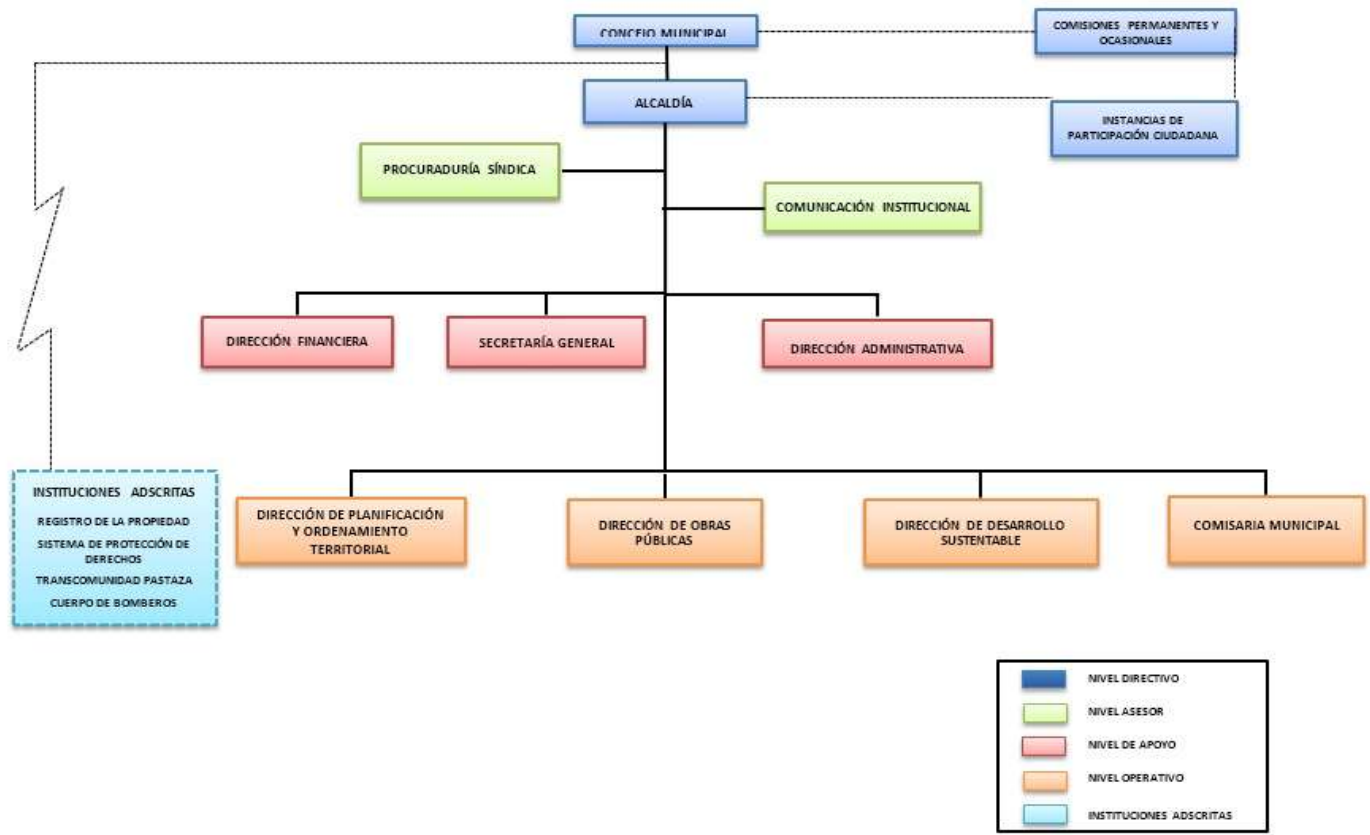 CONCEJO MUNICIPAL
COMISIONES PERMANENTES Y
OCASIONALES
ALCALDÍA
INSTANCIAS DE
PARTICIPACIÓN CIUDADANA
PROCURADURÍA SÍNDICA
COMUNICACIÓN INSTITUCIONAL
DIRECCIÓN FINANCIERA
SECRETARÍA GENERAL
DIRECCIÓN ADMINISTRATIVA
INSTITUCIONES ADSCRITAS
REGISTRO DE LA PROPIEDAD
SISTEMA DE PROTECCIÓN DE
DERECHOS
TRANSCOMUNIDAD PASTAZA
CUERPO DE BOMBEROS
DIRECCIÓN DE PLANIFICACIÓN
Y ORDENAMIENTO
TERRITORIAL
DIRECCIÓN DE OBRAS
PÚBLICAS
DIRECCIÓN DE DESARROLLO
SUSTENTABLE
COMISARIA MUNICIPAL
NIVEL DIRECTIVO
NIVEL ASESOR
NIVEL DE APOYO
NIVEL OPERATIVO
INSTITUCIONES ADSCRITAS